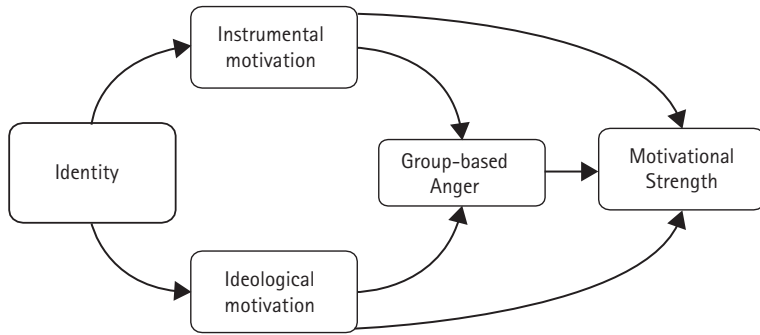 Instrumental
motivation
Identity
Group-based
Anger
Motivational
Strength
Ideological
motivation